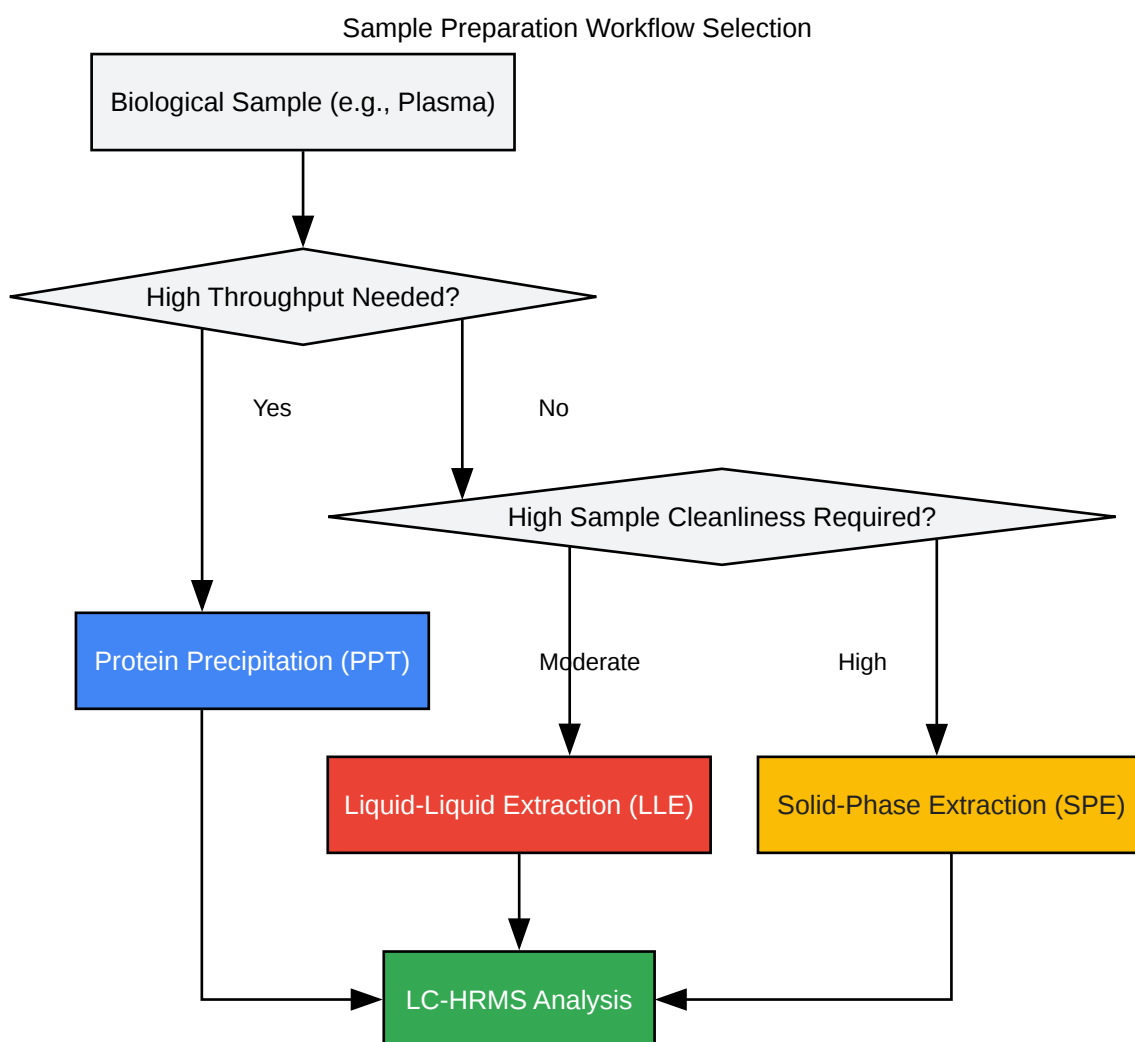 Sample Preparation Workflow Selection
Biological Sample (e.g., Plasma)
High Throughput Needed?
Yes
No
High Sample Cleanliness Required?
Protein Precipitation (PPT)
Moderate
High
Liquid-Liquid Extraction (LLE)
Solid-Phase Extraction (SPE)
LC-HRMS Analysis